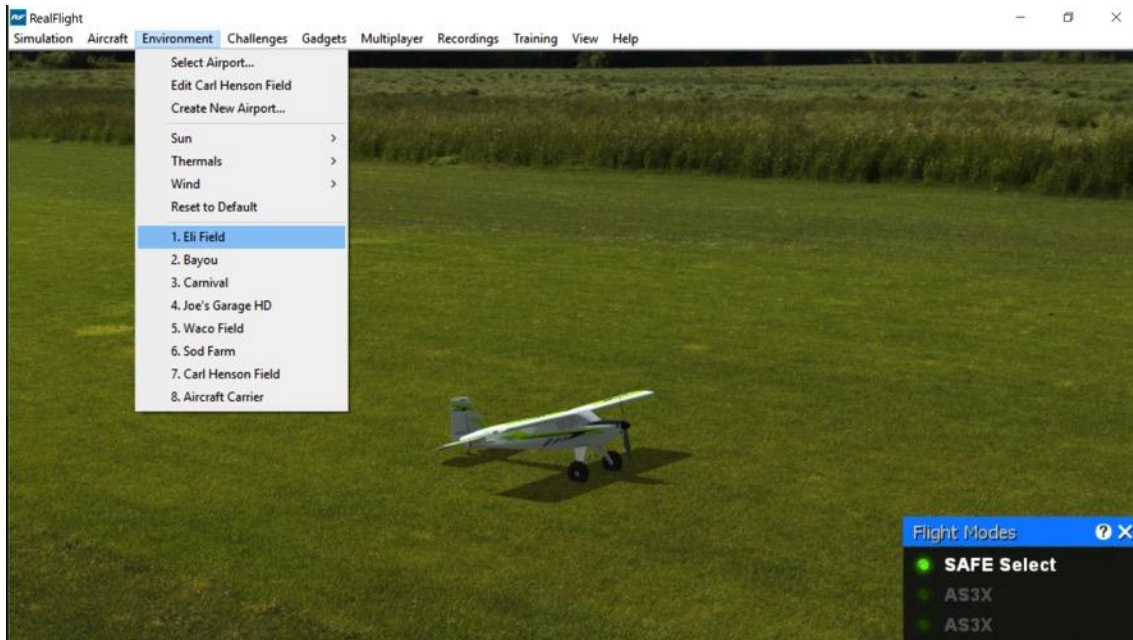 RealFlight
Simulation Aircraft Environment Challenges Gadgets Multiplayer Recordings Training View Help
Select Airport...
Edit Carl Henson Field
Create New Airport...
Sun
Thermals
Wind
Reset to Default
1. Eli Field
2. Bayou
3. Carnival
4. Joe's Garage HD
5. Waco Field
6. Sod Farm
7. Carl Henson Field
8. Aircraft Carrier
Flight Modes
SAFE Select
AS3X
AS3X